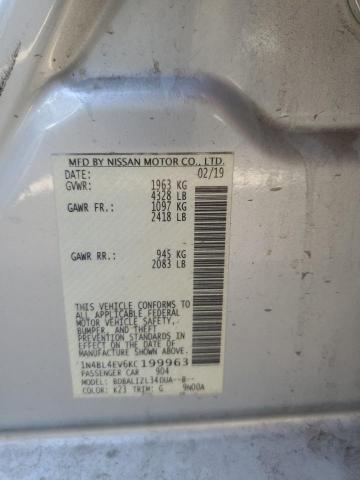 MFD BY NISSAN MOTOR CO., LTD.
DATE: 02/19
GVWR: 1963 KG
4328 LB
GAWR FR.: 1097 KG
2418 LB
GAWR RR.: 945 KG
2083 LB
THIS VEHICLE CONFORMS TO
ALL APPLICABLE FEDERAL
MOTOR VEHICLE SAFETY,
BUMPER, AND THEFT
PREVENTION STANDARDS IN
EFFECT ON THE DATE OF
MANUFACTURE SHOWN ABOVE.
1N4BL4EV6KC199963
PASSENGER CAR 904
MODEL: BDBALIZL34DUA--B--
COLOR: K23 TRIM: G 9N00A